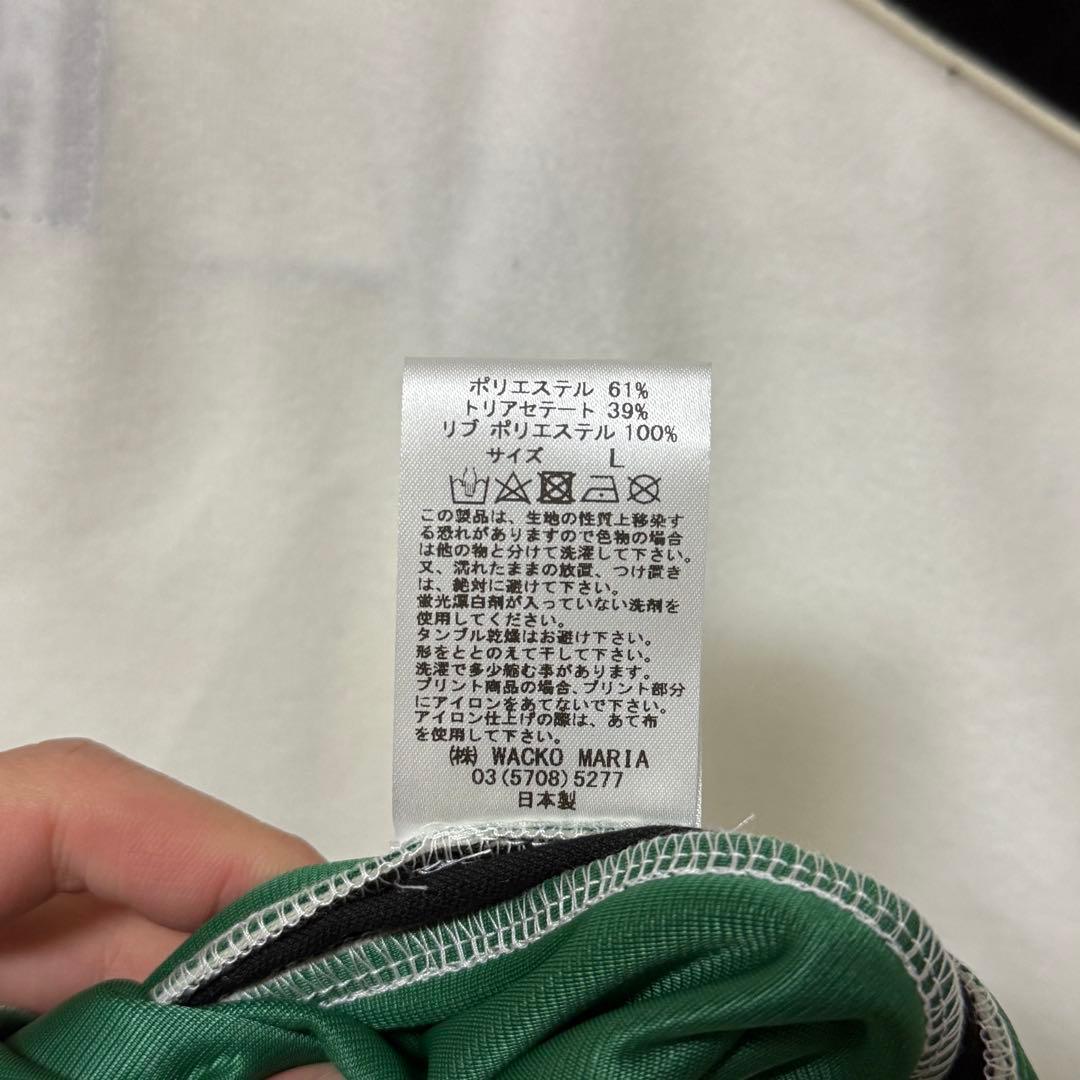 ポリエステル 61%
トリアセテート 39%
リブ ポリエステル 100%
サイズ L
この製品は、生地の性質上移染す
る恐れがありますので色物の場合
は他の物と分けて洗濯して下さい。
又、濡れたままの放置、つけ置き
は、絶対に避けて下さい。
蛍光漂白剤が入っていない洗剤を
使用してください。
タンブル乾燥はお避け下さい。
形をととのえて干して下さい。
洗濯で多少縮む事があります。
プリント商品の場合、プリント部分
にアイロンをあてないで下さい。
アイロン仕上げの際は、あて布
を使用して下さい。
(株) WACKO MARIA
03(5708)5277
日本製